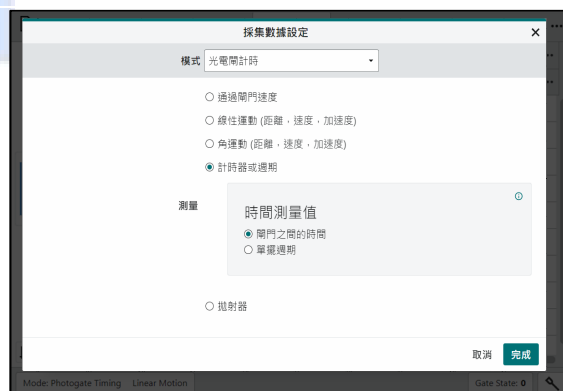 採集數據設定
模式 光電閘計時
通過閘門速度
線性運動 (距離，速度，加速度)
角運動 (距離，速度，加速度)
計時器或週期
測量
時間測量值
閘門之間的時間
單擺週期
拋射器
取消 完成
Mode: Photogate Timing Linear Motion Gate State: 0